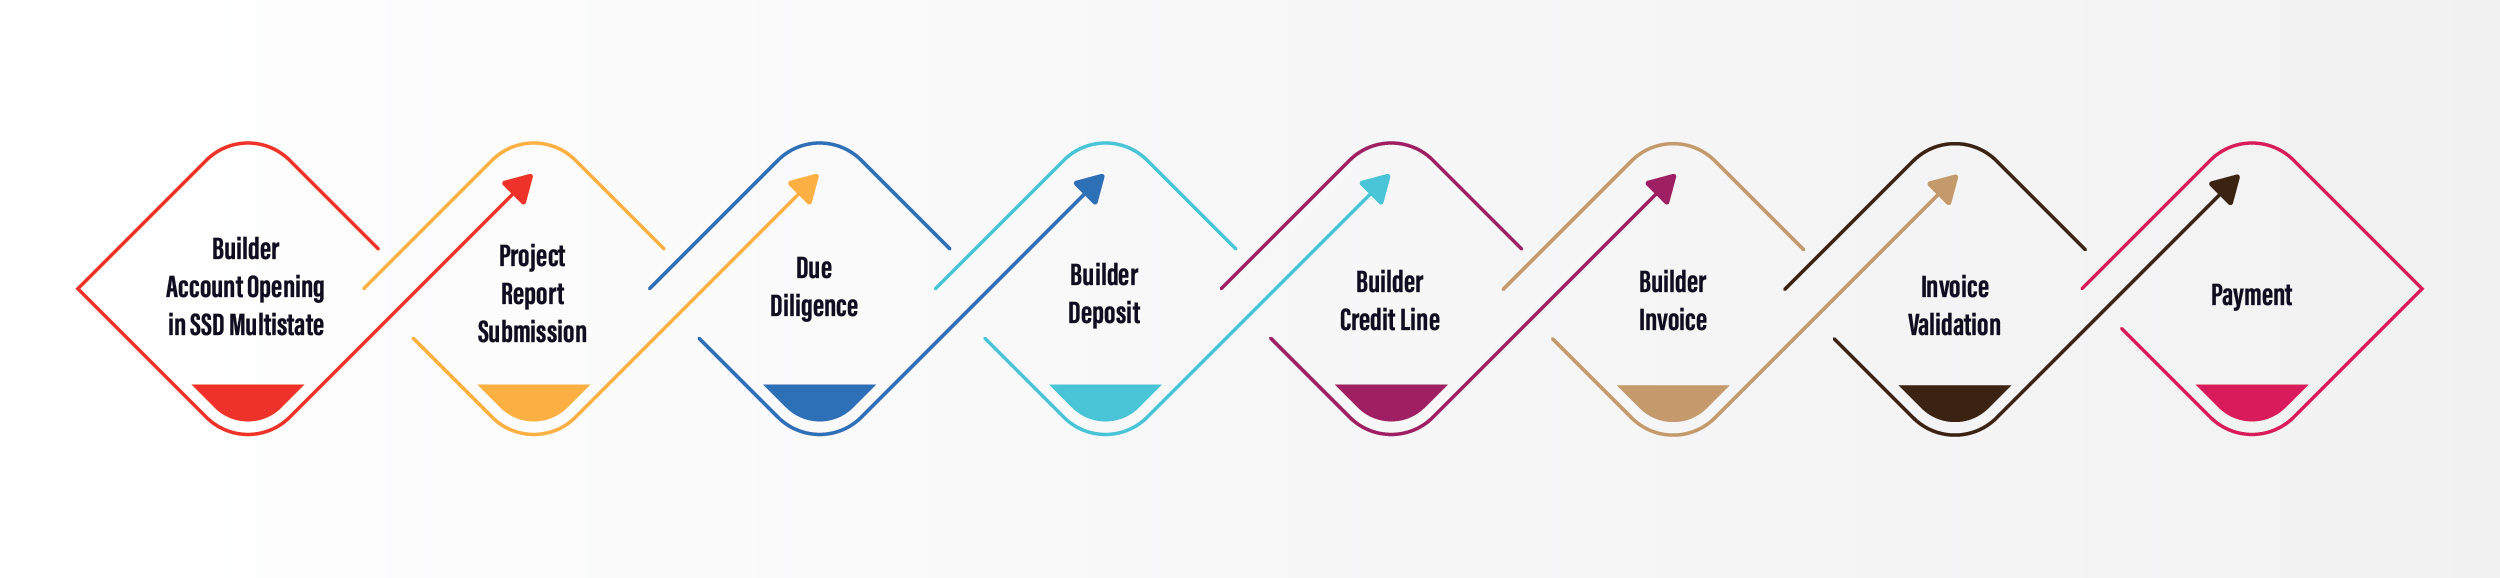 Builder
Account Opening
in SSD Multistate
Project
Report
Submission
Due
Diligence
Builder
Deposit
Builder
Credit Line
Builder
Invoice
Invoice
Validation
Payment